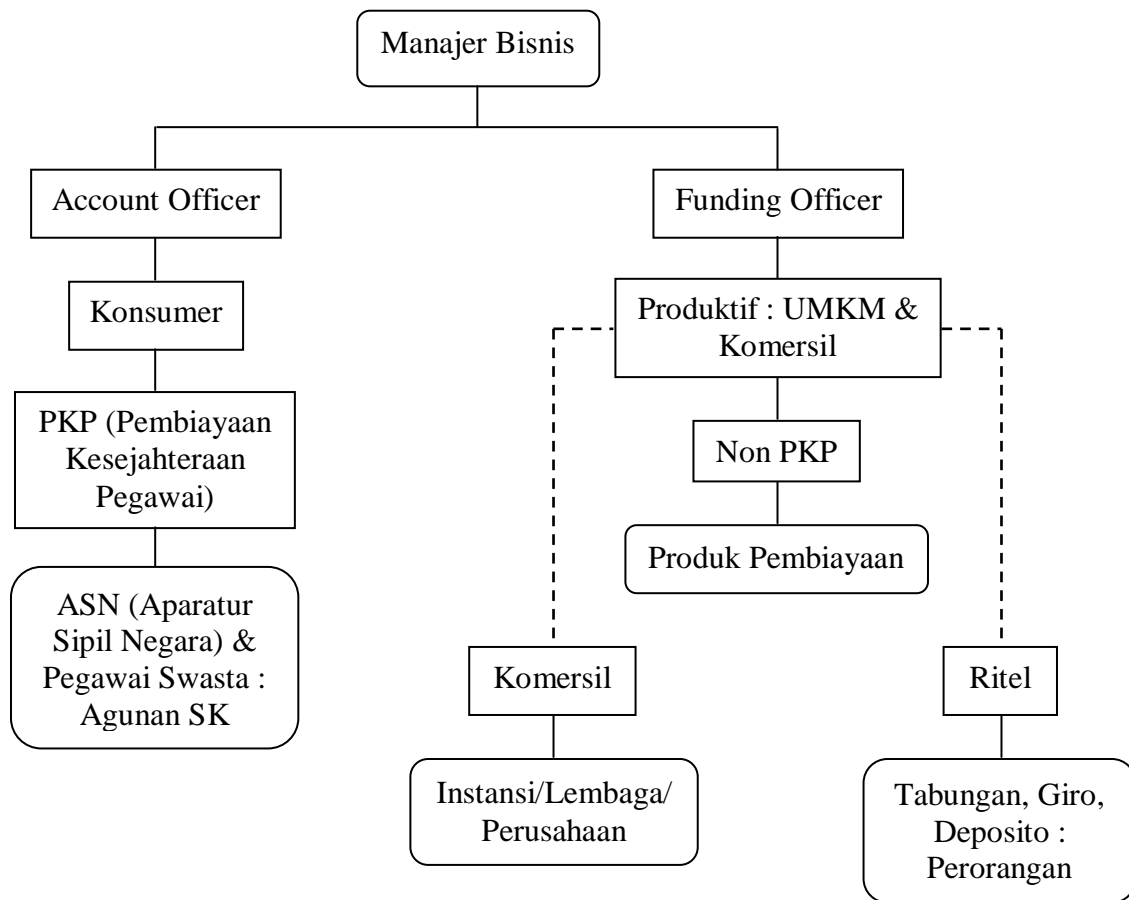 Manajer Bisnis
Account Officer
Funding Officer
Konsumer
Produktif : UMKM &
Komersil
PKP (Pembiayaan
Kesejahteraan
Pegawai)
Non PKP
Produk Pembiayaan
ASN (Aparatur
Sipil Negara) &
Pegawai Swasta :
Agunan SK
Komersil
Ritel
Instansi/Lembaga/
Perusahaan
Tabungan, Giro,
Deposito :
Perorangan